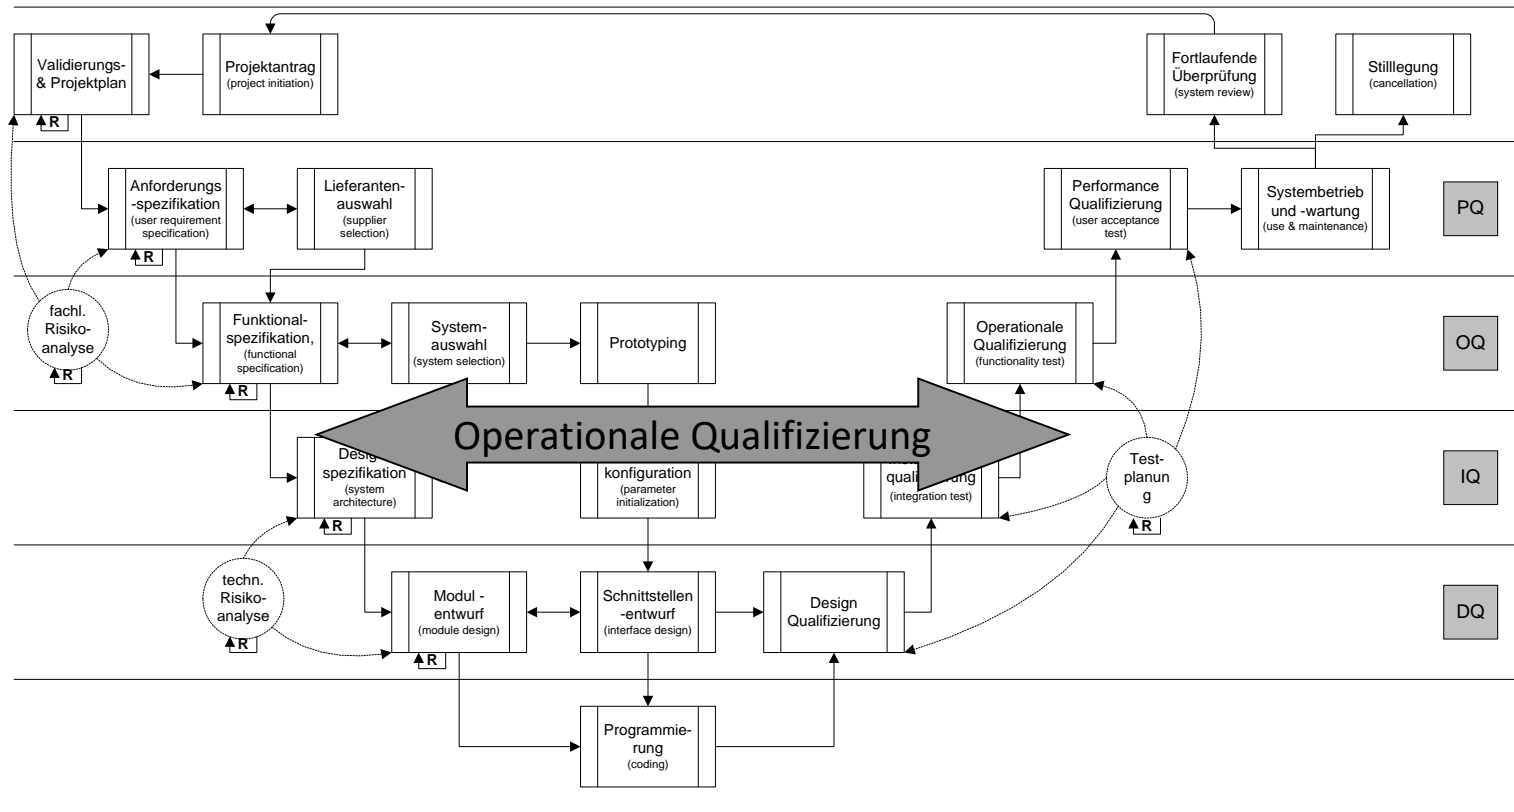 Validierungs-
& Projektplan
R
Projektantrag
(project initiation)
Fortlaufende
Überprüfung
(system review)
Stilllegung
(cancellation)
Anforderungs
-spezifikation
(user requirement
specification)
R
Lieferanten-
auswahl
(supplier
selection)
Performance
Qualifizierung
(user acceptance
test)
Systembetrieb
und -wartung
(use & maintenance)
PQ
fachl.
Risiko-
analyse
R
Funktional-
spezifikation,
(functional
specification)
R
System-
auswahl
(system selection)
Prototyping
Operationale
Qualifizierung
(functionality test)
OQ
Operationale Qualifizierung
spezifikation
(system
architecture)
R
konfiguration
(parameter
initialization)
(integration test)
Test-
planun
g
R
IQ
techn.
Risiko-
analyse
R
Modul -
entwurf
(module design)
R
Schnittstellen
-entwurf
(interface design)
Design
Qualifizierung
DQ
Programmie-
rung
(coding)